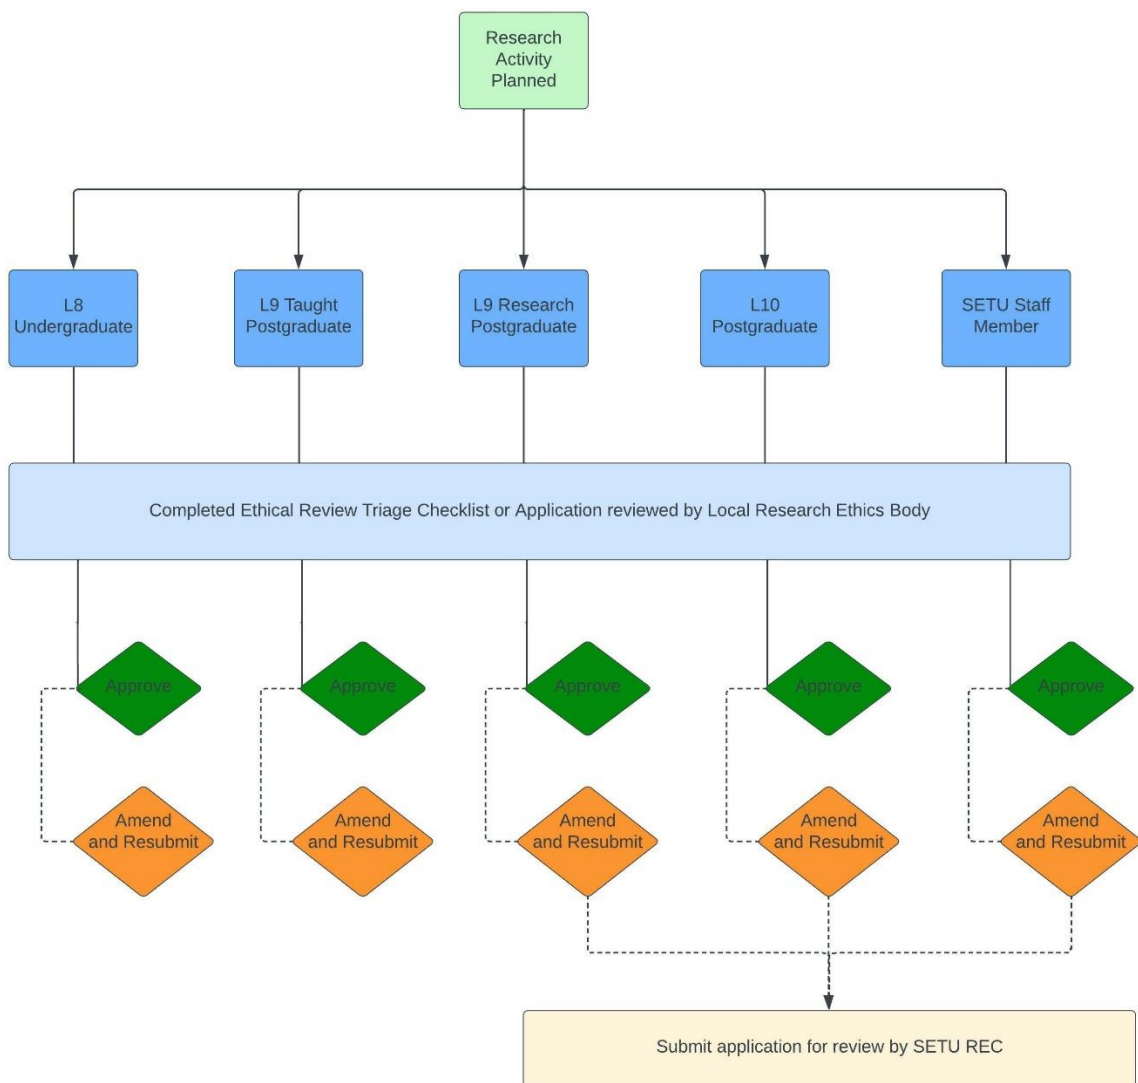 Research
Activity
Planned
L8
Undergraduate
L9 Taught
Postgraduate
L9 Research
Postgraduate
L10
Postgraduate
SETU Staff
Member
Completed Ethical Review Triage Checklist or Application reviewed by Local Research Ethics Body
Approve
Approve
Approve
Approve
Approve
Amend
and Resubmit
Amend
and Resubmit
Amend
and Resubmit
Amend
and Resubmit
Amend
and Resubmit
Submit application for review by SETU REC